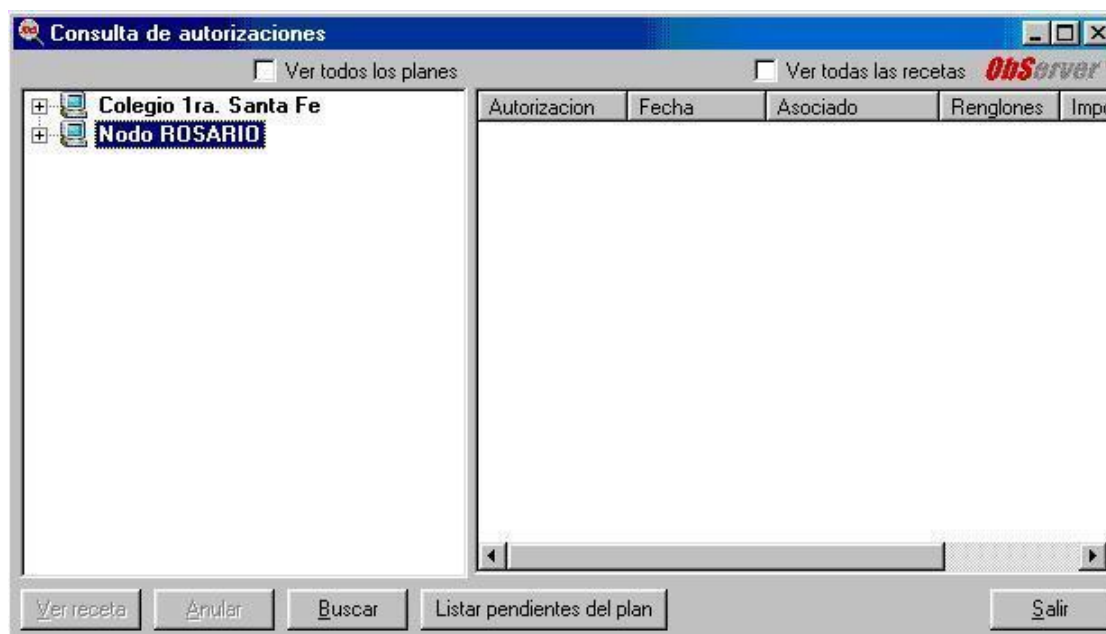 Consulta de autorizaciones
Ver todos los planes
Ver todas las recetas ObServer
Colegio 1ra. Santa Fe
Nodo ROSARIO
Autorizacion Fecha Asociado Renglones Impo
Ver receta Anular Buscar Listar pendientes del plan Salir